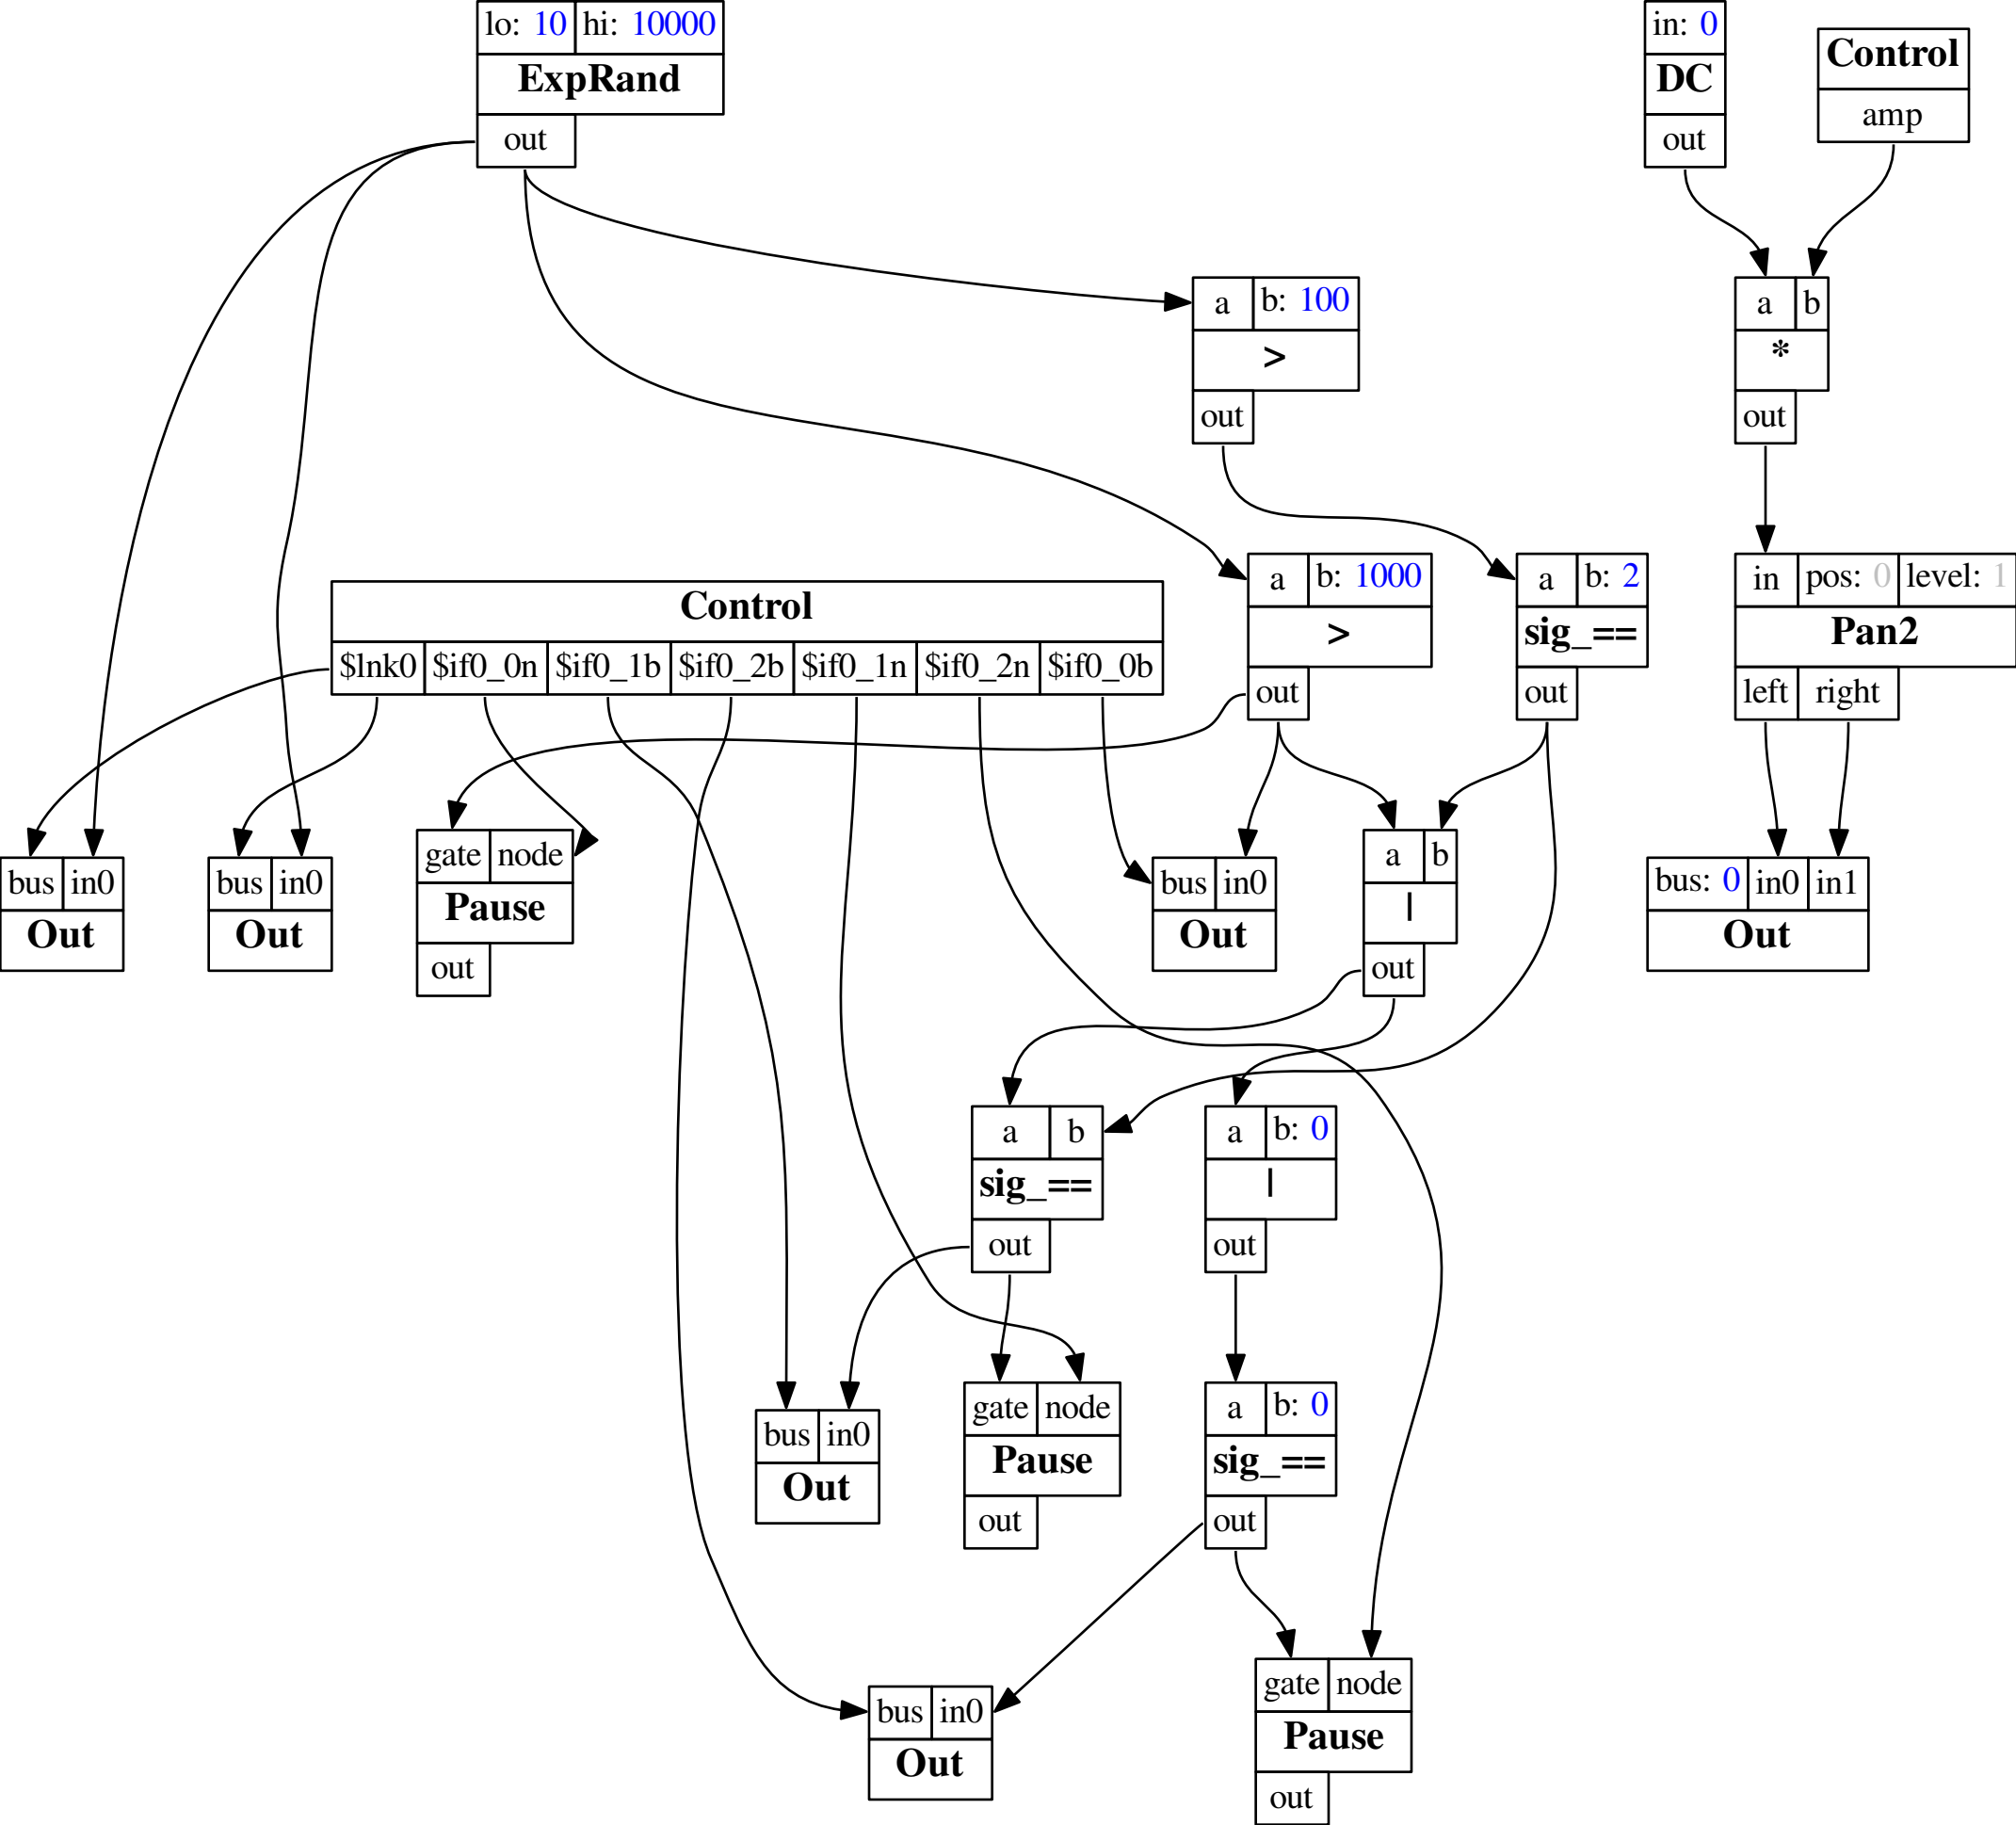 lo: 10 hi: 10000
ExpRand
out
in: 0
DC
out
Control
amp
a b: 100
>
out
a b
*
out
Control
$lnk0 $if0_0n $if0_1b $if0_2b $if0_1n $if0_2n $if0_0b
a b: 1000
>
out
a b: 2
sig_==
out
in pos: 0 level: 1
Pan2
left right
bus in0
Out
bus in0
Out
gate node
Pause
out
bus in0
Out
a b
|
out
bus: 0 in0 in1
Out
a b
sig_==
out
a b: 0
|
out
bus in0
Out
gate node
Pause
out
a b: 0
sig_==
out
bus in0
Out
gate node
Pause
out